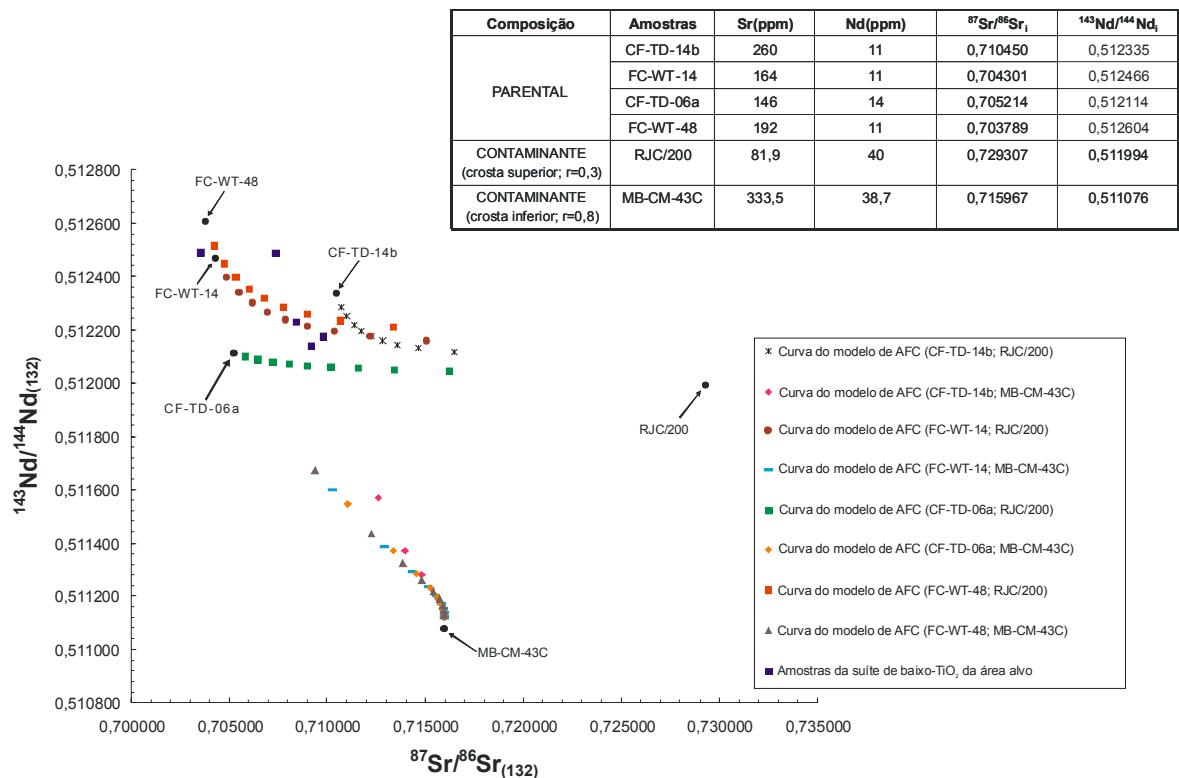 Composição Amostras Sr(ppm) Nd(ppm) ⁸⁷Sr/⁸⁶Srᵢ ¹⁴³Nd/¹⁴⁴Ndᵢ
PARENTAL
CF-TD-14b 260 11 0,710450 0,512335
FC-WT-14 164 11 0,704301 0,512466
CF-TD-06a 146 14 0,705214 0,512114
FC-WT-48 192 11 0,703789 0,512604
CONTAMINANTE
(crosta superior; r=0,3)
RJC/200 81,9 40 0,729307 0,511994
CONTAMINANTE
(crosta inferior; r=0,8)
MB-CM-43C 333,5 38,7 0,715967 0,511076
¹⁴³Nd/¹⁴⁴Nd₍₁₃₂₎
0,512800
0,512600
0,512400
0,512200
0,512000
0,511800
0,511600
0,511400
0,511200
0,511000
0,510800
FC-WT-48
CF-TD-14b
FC-WT-14
CF-TD-06a
RJC/200
MB-CM-43C
Curva do modelo de AFC (CF-TD-14b; RJC/200)
Curva do modelo de AFC (CF-TD-14b; MB-CM-43C)
Curva do modelo de AFC (FC-WT-14; RJC/200)
Curva do modelo de AFC (FC-WT-14; MB-CM-43C)
Curva do modelo de AFC (CF-TD-06a; RJC/200)
Curva do modelo de AFC (CF-TD-06a; MB-CM-43C)
Curva do modelo de AFC (FC-WT-48; RJC/200)
Curva do modelo de AFC (FC-WT-48; MB-CM-43C)
Amostras da suíte de baixo-TiO₂ da área alvo
0,700000 0,705000 0,710000 0,715000 0,720000 0,725000 0,730000 0,735000
⁸⁷Sr/⁸⁶Sr₍₁₃₂₎